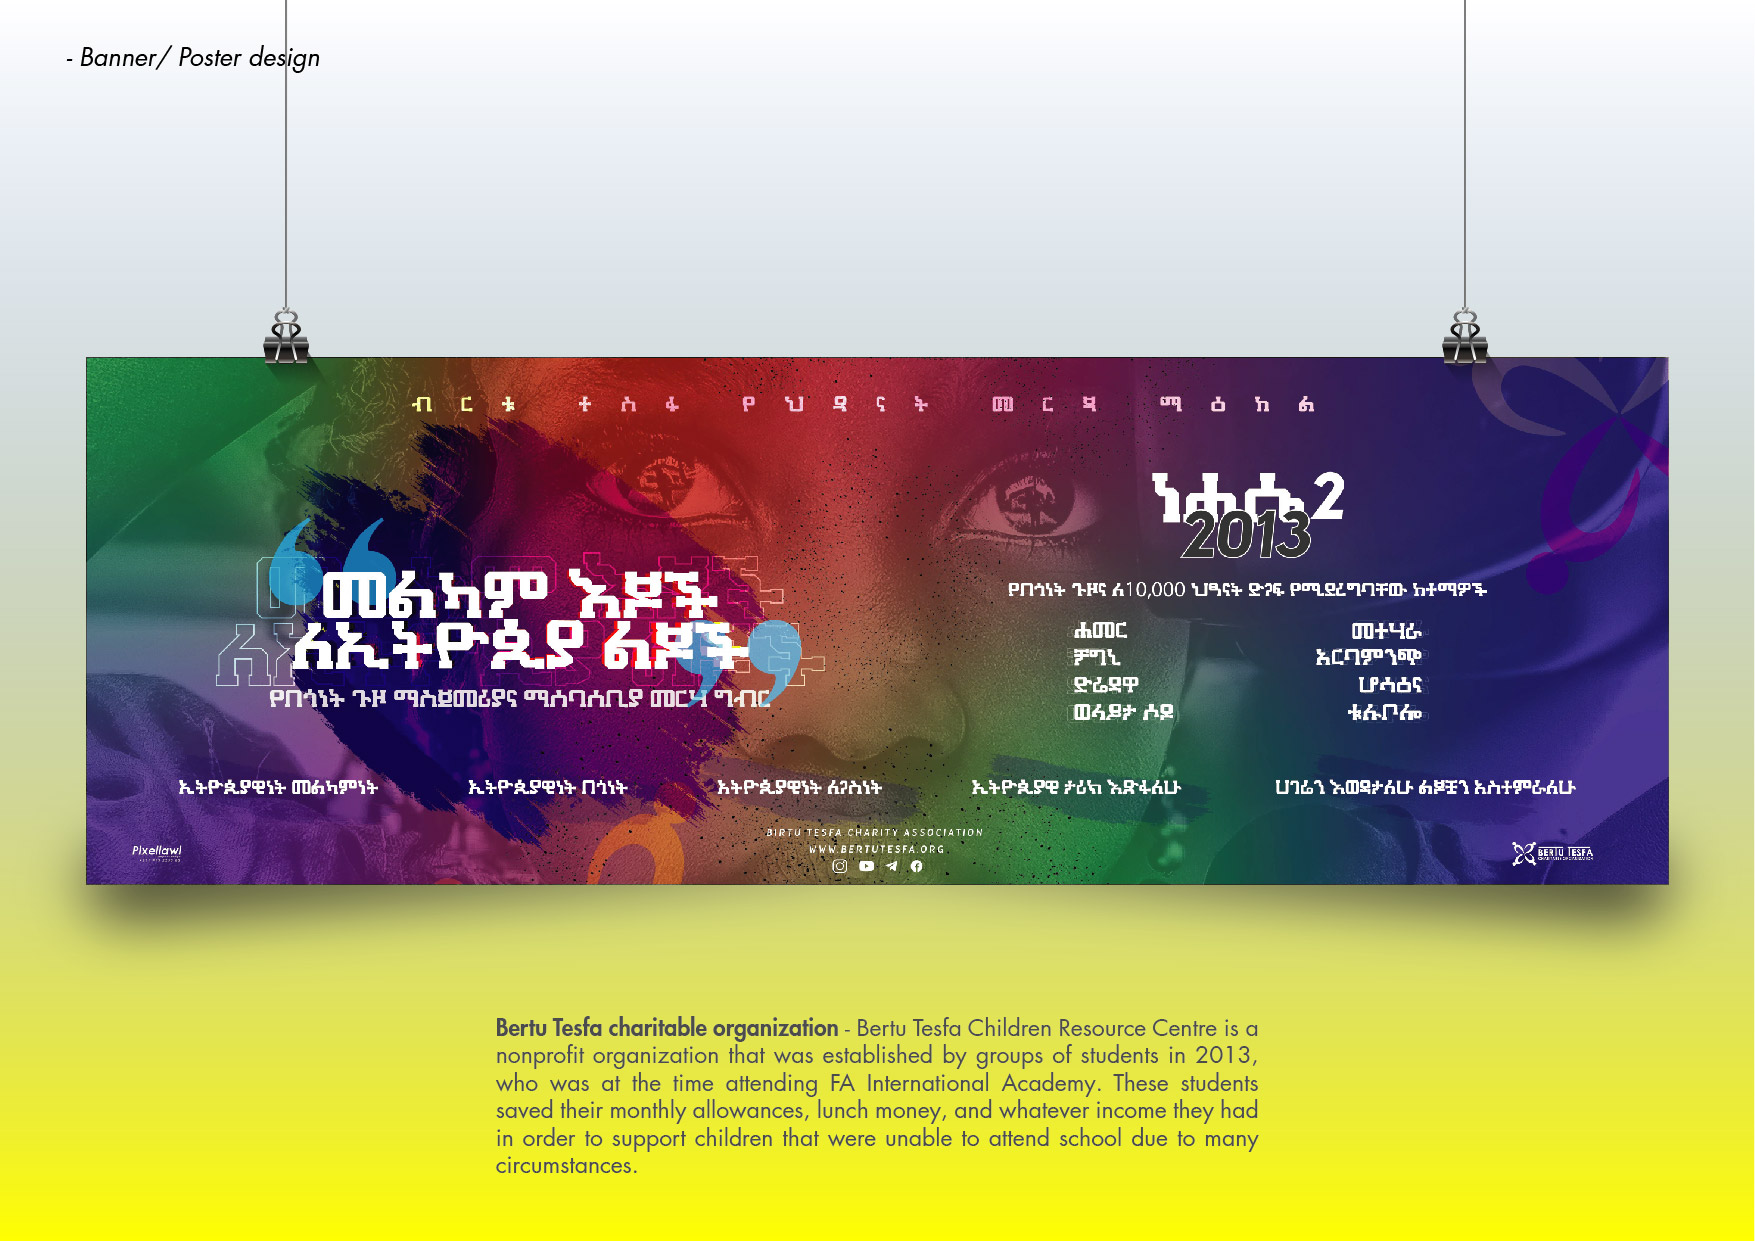 - Banner/ Poster design
ብርቱ ተስፋ የህዳናት መርጃ ማዕከል
ነሐሴ 2
2013
መልካም እጆች
ለኢትዮጲያ ልጆች
የበጎነት ጉዞ ማስጀመሪያና ማሰባሰቢያ መርሃ ግብር
የበጎነት ጉዞና ለ10,000 ህፃናት ድጋፍ የሚደረግባቸው ከተማዎች
ሐመር
መተሃራ
ቻግኒ
አርባምንጭ
ድሬዳዋ
ሆሳዕና
ወላይታ ሶዶ
ቱሉቦሎ
ኢትዮጲያዊነት መልካምነት
ኢትዮጲያዊነት በጎነት
ኢትዮጲያዊነት ለጋስነት
ኢትዮጲያዊ ታሪክ እጽፋለሁ
ሀገሬን እወዳታለሁ ልጆቿን አስተምራለሁ
BIRTU TESFA CHARITY ASSOCIATION
WWW.BERTUTESFA.ORG
Pixellawi
BERTU TESFA
Bertu Tesfa charitable organization - Bertu Tesfa Children Resource Centre is a
nonprofit organization that was established by groups of students in 2013,
who was at the time attending FA International Academy. These students
saved their monthly allowances, lunch money, and whatever income they had
in order to support children that were unable to attend school due to many
circumstances.